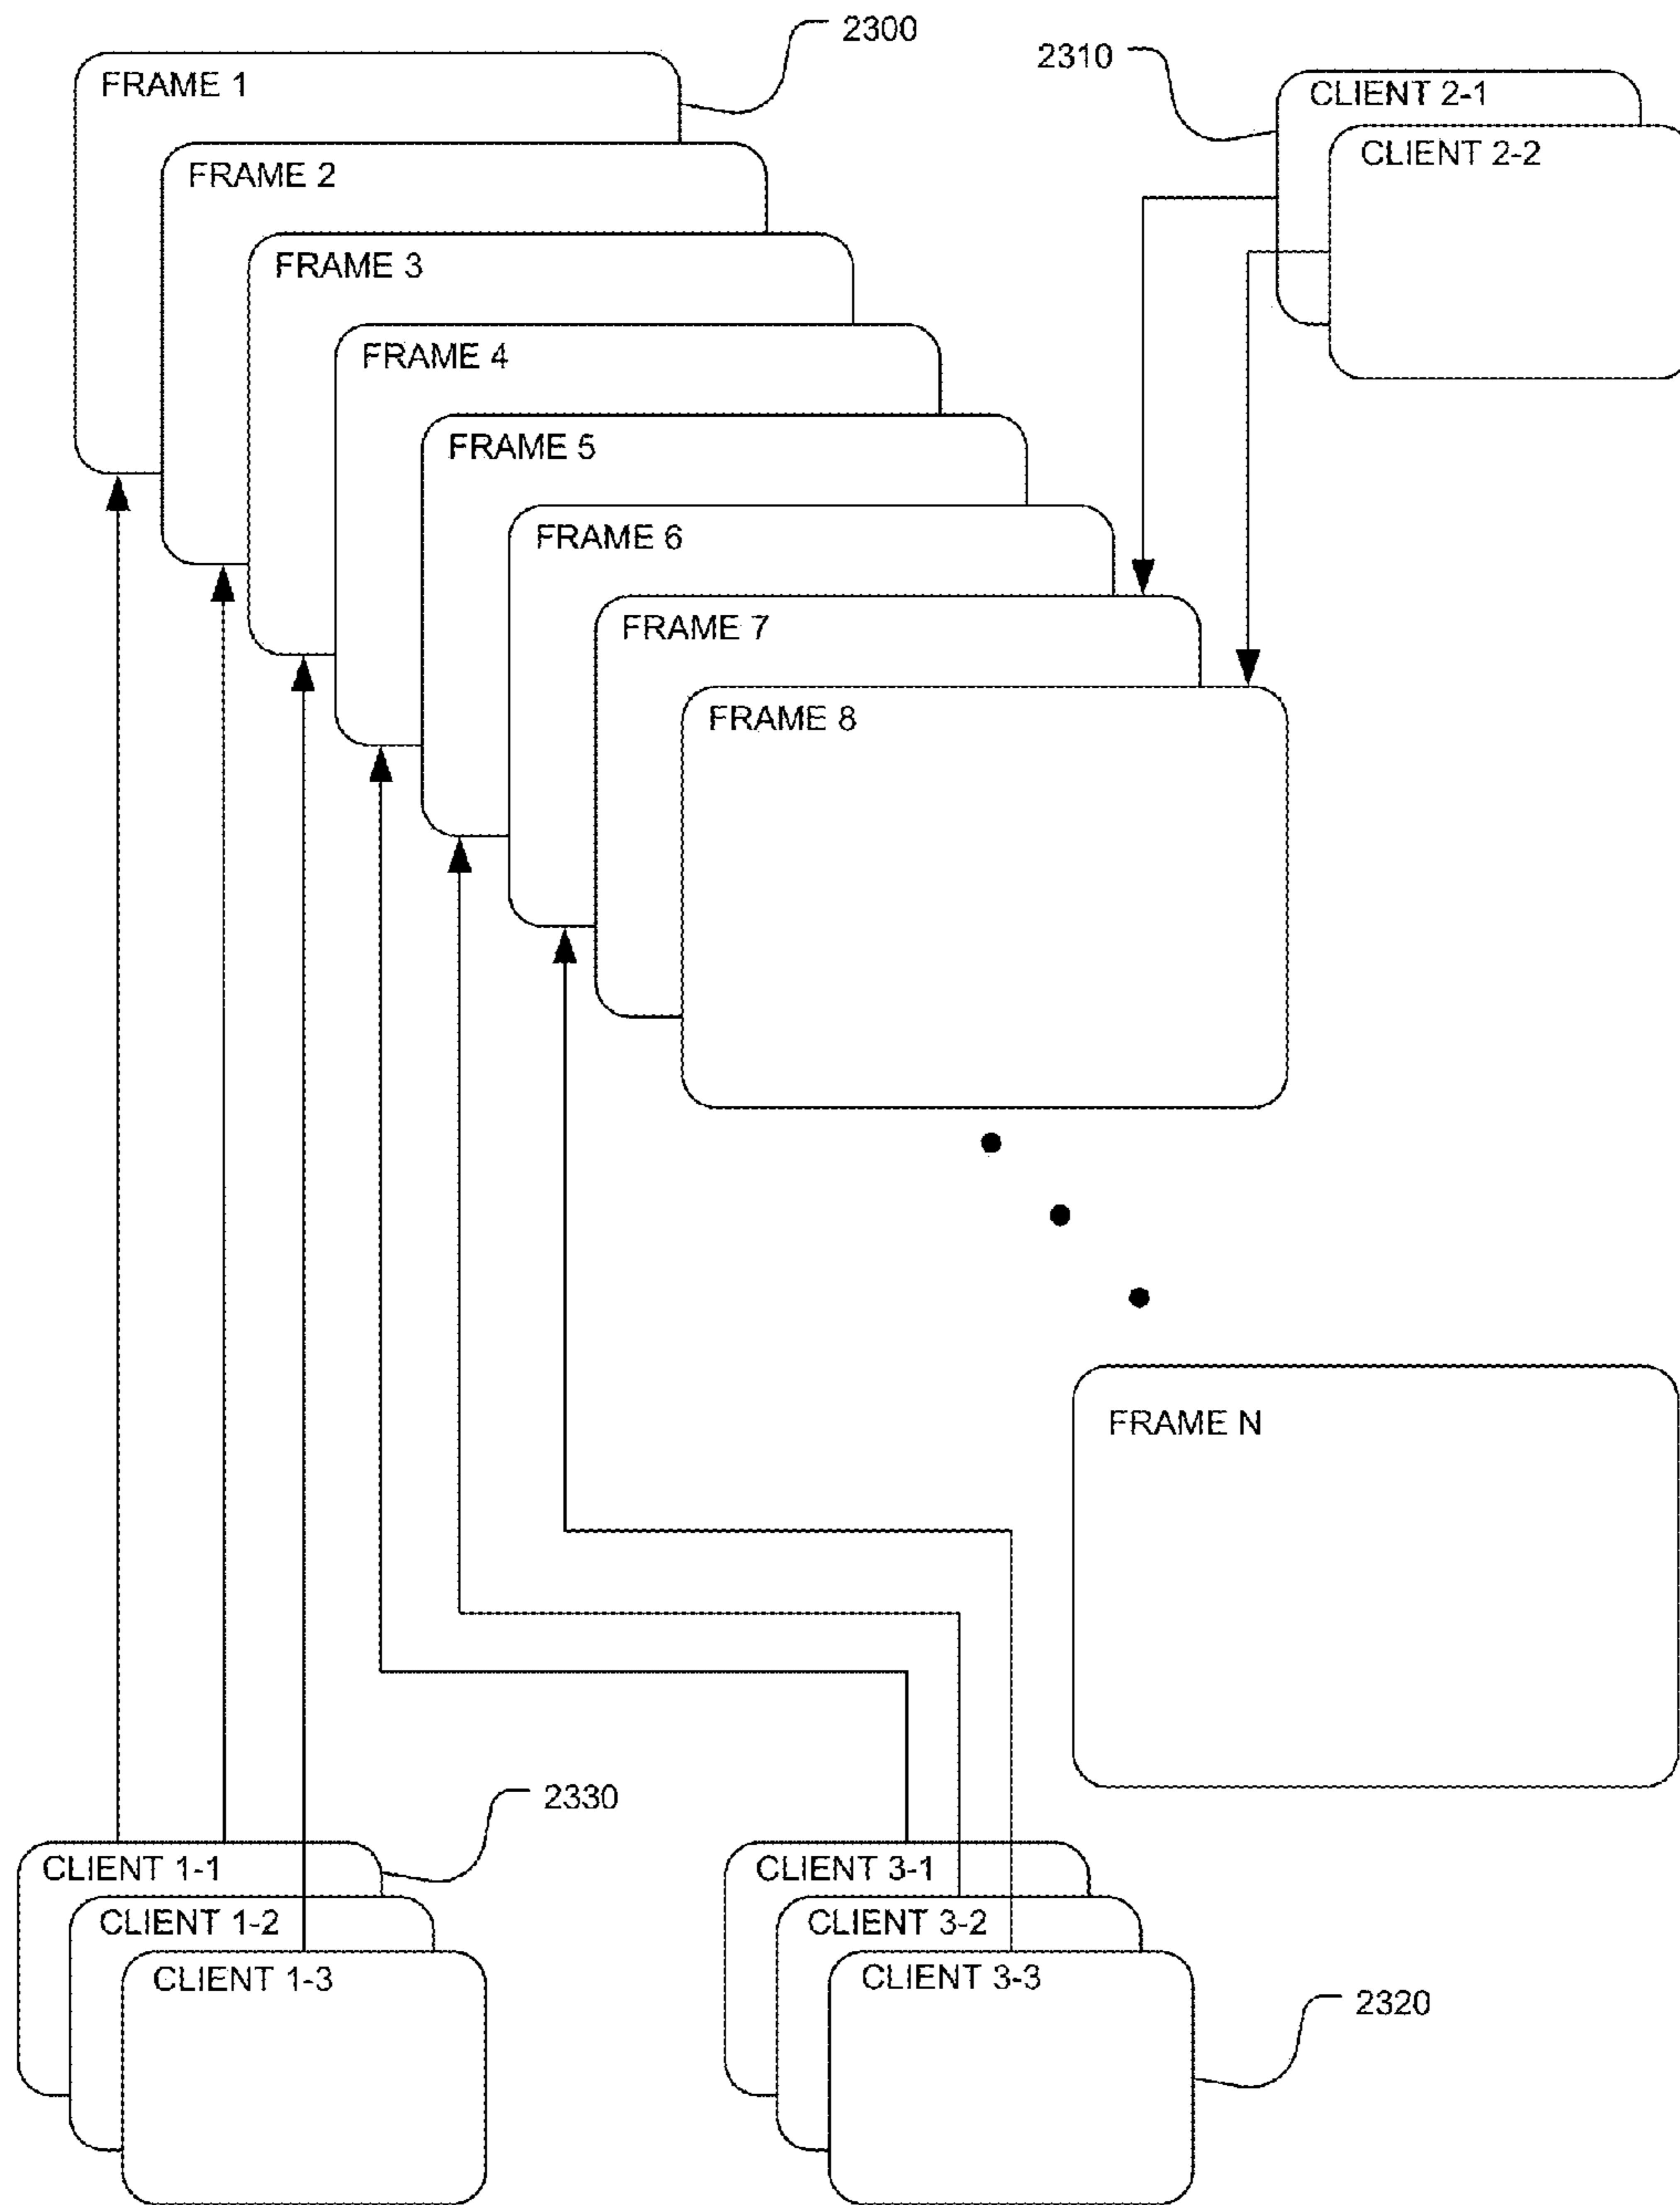 2300
FRAME 1
2310
CLIENT 2-1
CLIENT 2-2
FRAME 2
FRAME 3
FRAME 4
FRAME 5
FRAME 6
FRAME 7
FRAME 8
FRAME N
2330
CLIENT 1-1
CLIENT 1-2
CLIENT 1-3
CLIENT 3-1
CLIENT 3-2
CLIENT 3-3
2320